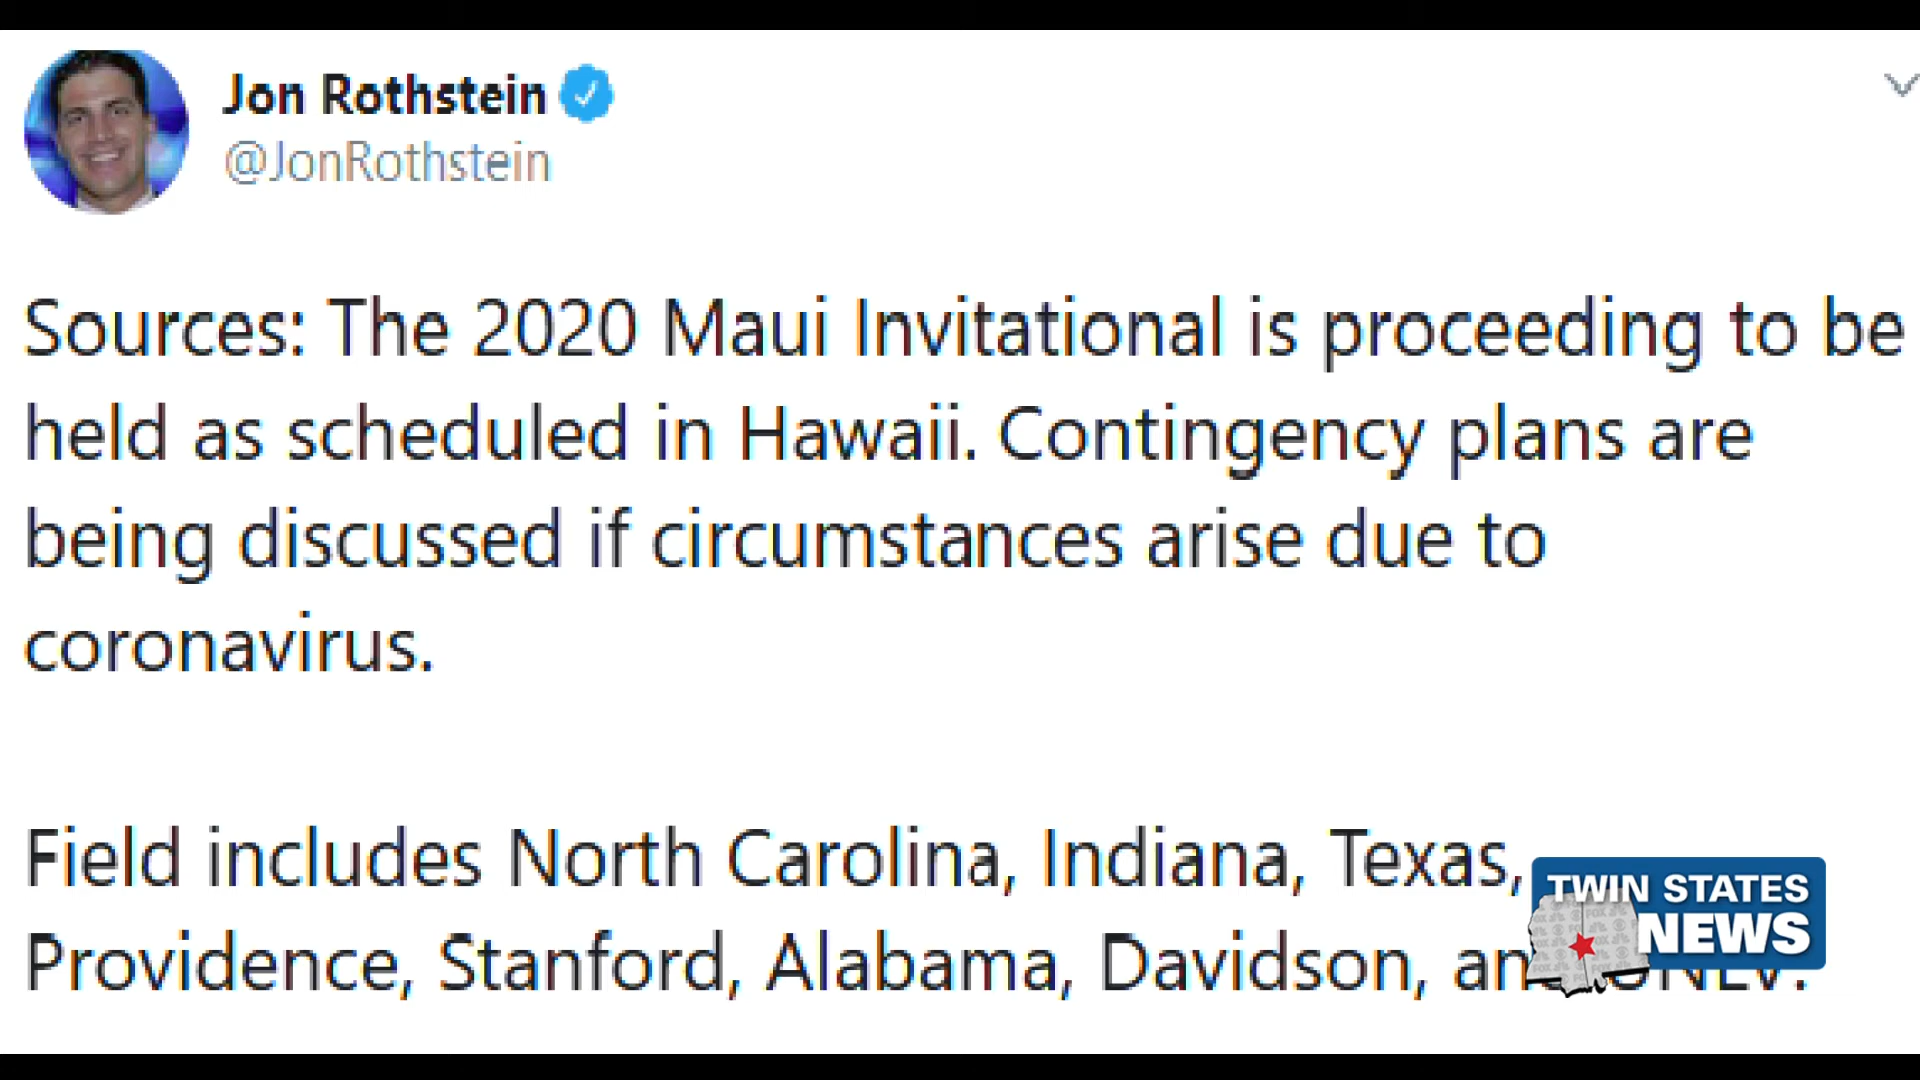 Jon Rothstein
@JonRothstein
Sources: The 2020 Maui Invitational is proceeding to be
held as scheduled in Hawaii. Contingency plans are
being discussed if circumstances arise due to
coronavirus.
Field includes North Carolina, Indiana, Texas,
Providence, Stanford, Alabama, Davidson,
TWIN STATES
NEWS